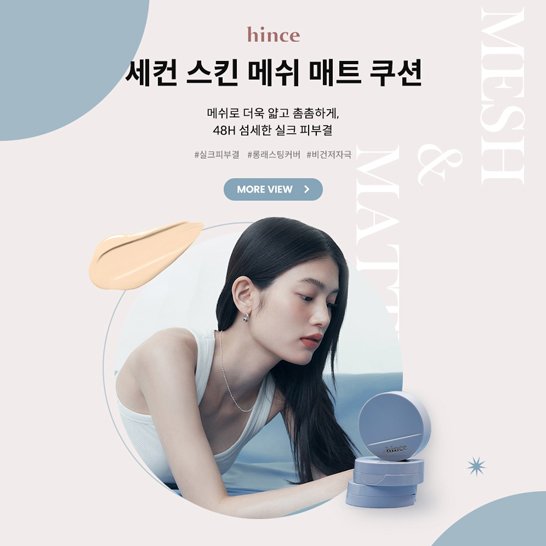 hince
세컨 스킨 메쉬 매트 쿠션
메쉬로 더욱 얇고 촘촘하게,
48H 섬세한 실크 피부결
#실크피부결 #롱래스팅커버 #비건저자극
MORE VIEW >
MESH
&
MATT
hince